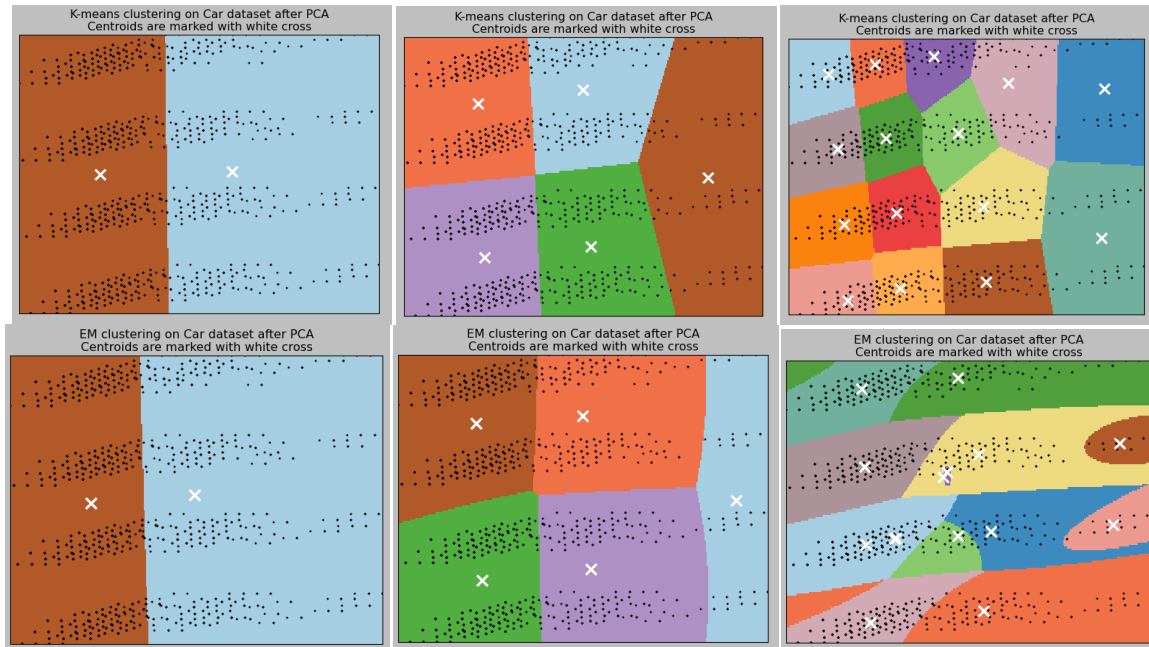 K-means clustering on Car dataset after PCA
Centroids are marked with white cross
K-means clustering on Car dataset after PCA
Centroids are marked with white cross
K-means clustering on Car dataset after PCA
Centroids are marked with white cross
EM clustering on Car dataset after PCA
Centroids are marked with white cross
EM clustering on Car dataset after PCA
Centroids are marked with white cross
EM clustering on Car dataset after PCA
Centroids are marked with white cross